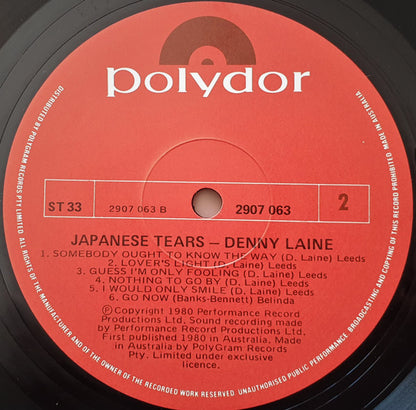 polydor
ST 33
2907 063 B
2907 063
2
JAPANESE TEARS – DENNY LAINE
1. SOMEBODY OUGHT TO KNOW THE WAY (D. Laine) Leeds
2. LOVER'S LIGHT (D. Laine) Leeds
3. GUESS I'M ONLY FOOLING (D. Laine) Leeds
4. NOTHING TO GO BY (D. Laine) Leeds
5. I WOULD ONLY SMILE (D. Laine) Leeds
6. GO NOW (Banks-Bennett) Belinda
Ⓟ Copyright 1980 Performance Record
Productions Ltd. Sound recording made
by Performance Record Productions Ltd.
First published 1980 in Australia. Made
in Australia by PolyGram Records
Pty. Limited under exclusive
licence.
DISTRIBUTED BY POLYGRAM RECORDS PTY. LIMITED. ALL RIGHTS OF THE MANUFACTURER AND OF THE OWNER OF THE RECORDED WORK RESERVED. UNAUTHORISED PUBLIC PERFORMANCE, BROADCASTING AND COPYING OF THIS RECORD PROHIBITED. MADE IN AUSTRALIA